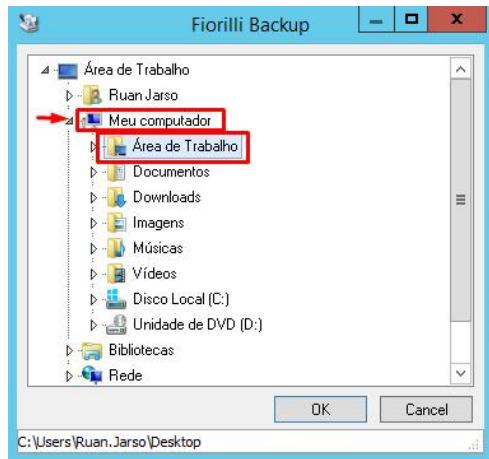 Fiorilli Backup
Área de Trabalho
Ruan Jarso
Meu computador
Área de Trabalho
Documentos
Downloads
Imagens
Músicas
Vídeos
Disco Local (C:)
Unidade de DVD (D:)
Bibliotecas
Rede
OK Cancel
C:\Users\Ruan.Jarso\Desktop